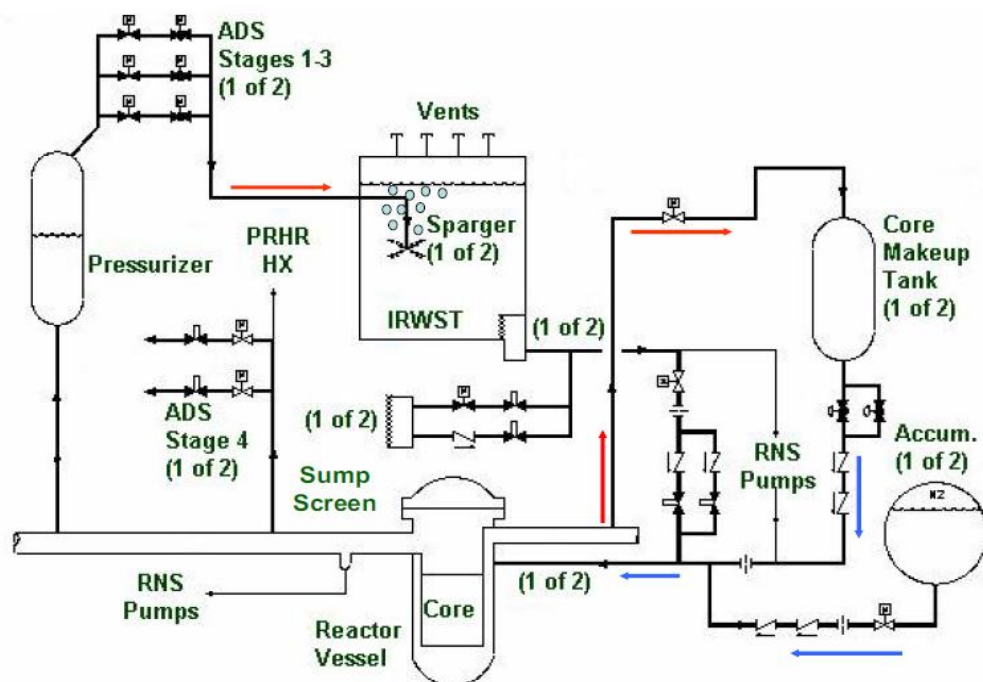 ADS
Stages 1-3
(1 of 2)
Vents
Pressurizer
PRHR
HX
Sparger
(1 of 2)
Core
Makeup
Tank
(1 of 2)
IRWST
(1 of 2)
ADS
Stage 4
(1 of 2)
(1 of 2)
Sump
Screen
RNS
Pumps
Accum.
(1 of 2)
N2
RNS
Pumps
Core
(1 of 2)
Reactor
Vessel
M
M
M
M
M
M
M
M
M
M
M
M